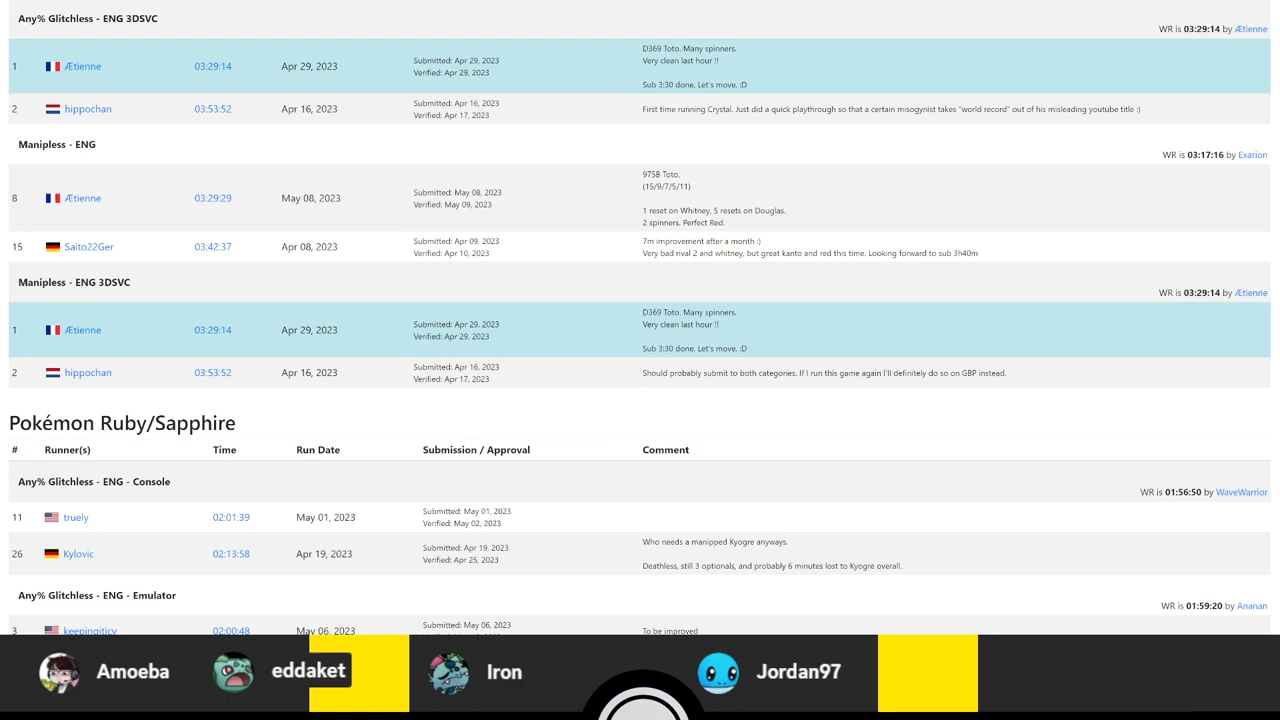 Any% Glitchless - ENG 3DSVC
WR is 03:29:14 by Ætienne
1 Ætienne 03:29:14 Apr 29, 2023 Submitted: Apr 29, 2023 Verified: Apr 29, 2023
D369 Toto. Many spinners.
Very clean last hour !!
Sub 3:30 done. Let's move. :D
2 hippochan 03:53:52 Apr 16, 2023 Submitted: Apr 16, 2023 Verified: Apr 17, 2023
First time running Crystal. Just did a quick playthrough so that a certain misogynist takes "world record" out of his misleading youtube title :)
Manipless - ENG
WR is 03:17:16 by Exarion
8 Ætienne 03:29:29 May 08, 2023 Submitted: May 08, 2023 Verified: May 09, 2023
975B Toto.
(15/9/7/5/11)
1 reset on Whitney, 5 resets on Douglas.
2 spinners. Perfect Red.
15 Saito22Ger 03:42:37 Apr 08, 2023 Submitted: Apr 09, 2023 Verified: Apr 10, 2023
7m improvement after a month :)
Very bad rival 2 and whitney, but great kanto and red this time. Looking forward to sub 3h40m
Manipless - ENG 3DSVC
WR is 03:29:14 by Ætienne
1 Ætienne 03:29:14 Apr 29, 2023 Submitted: Apr 29, 2023 Verified: Apr 29, 2023
D369 Toto. Many spinners.
Very clean last hour !!
Sub 3:30 done. Let's move. :D
2 hippochan 03:53:52 Apr 16, 2023 Submitted: Apr 16, 2023 Verified: Apr 17, 2023
Should probably submit to both categories. If I run this game again I'll definitely do so on GBP instead.
Pokémon Ruby/Sapphire
# Runner(s) Time Run Date Submission / Approval Comment
Any% Glitchless - ENG - Console
WR is 01:56:50 by WaveWarrior
11 truely 02:01:39 May 01, 2023 Submitted: May 01, 2023 Verified: May 02, 2023
26 Kylovic 02:13:58 Apr 19, 2023 Submitted: Apr 19, 2023 Verified: Apr 25, 2023
Who needs a manipped Kyogre anyways.
Deathless, still 3 optionals, and probably 6 minutes lost to Kyogre overall.
Any% Glitchless - ENG - Emulator
WR is 01:59:20 by Ananan
3 keepingiticy 02:00:48 May 06, 2023 Submitted: May 06, 2023 To be improved
Amoeba eddaket Iron Jordan97